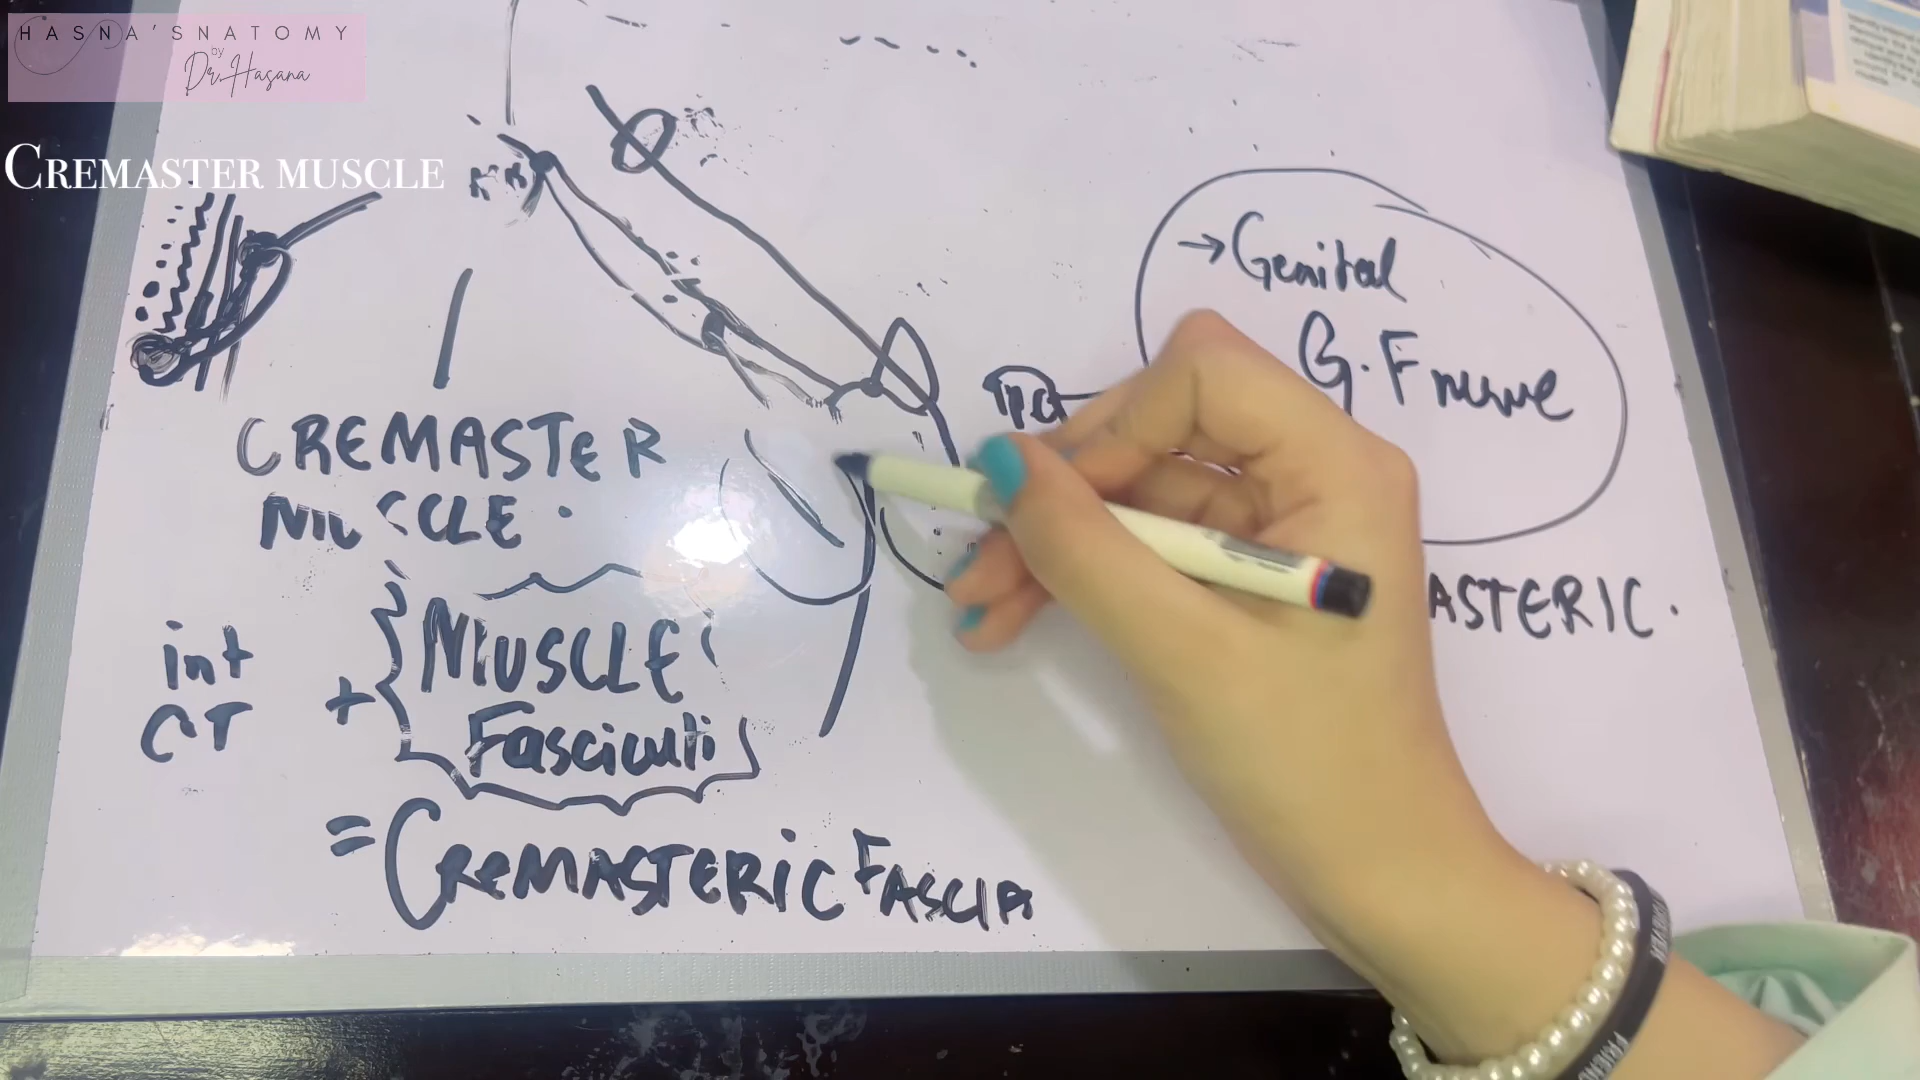 HASNA'SNATOMY
by
Dr.Hasana
CREMASTER MUSCLE
→Genital
G.F nerve
CREMASTER
MUSCLE.
ASTERIC.
int
CT
+
MUSCLE
Fasciculi
= CREMASTERIC FASCIA